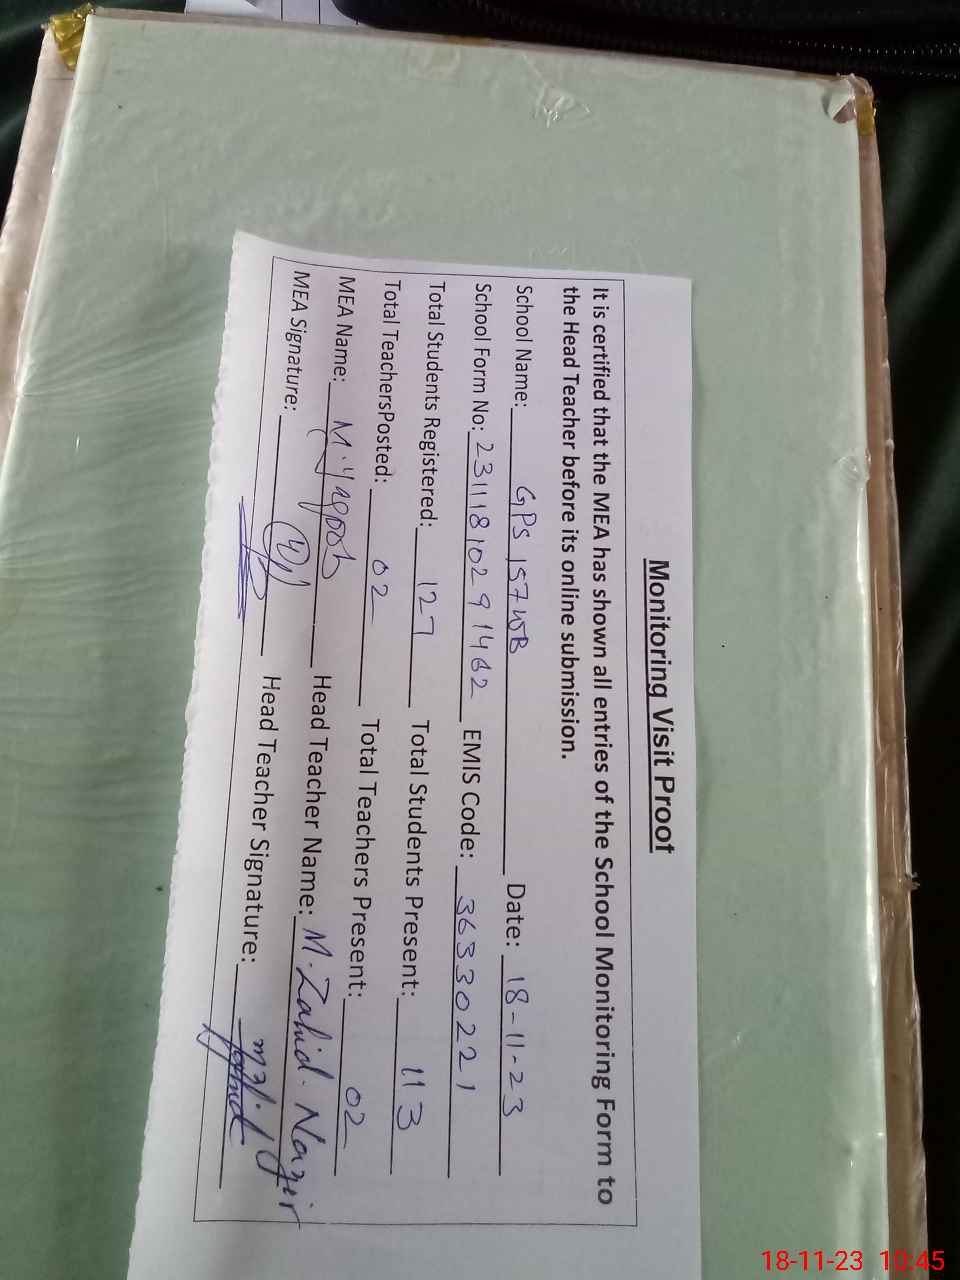 Monitoring Visit Proof
It is certified that the MEA has shown all entries of the School Monitoring Form to
the Head Teacher before its online submission.
School Name: GPS 157 WB Date: 18-11-23
School Form No: 2311810291462 EMIS Code: 36330221
Total Students Registered: 127 Total Students Present: 113
Total TeachersPosted: 02 Total Teachers Present: 02
MEA Name: M. Head Teacher Name: M. Zahid. Nazir
MEA Signature: Head Teacher Signature:
18-11-23 10:45